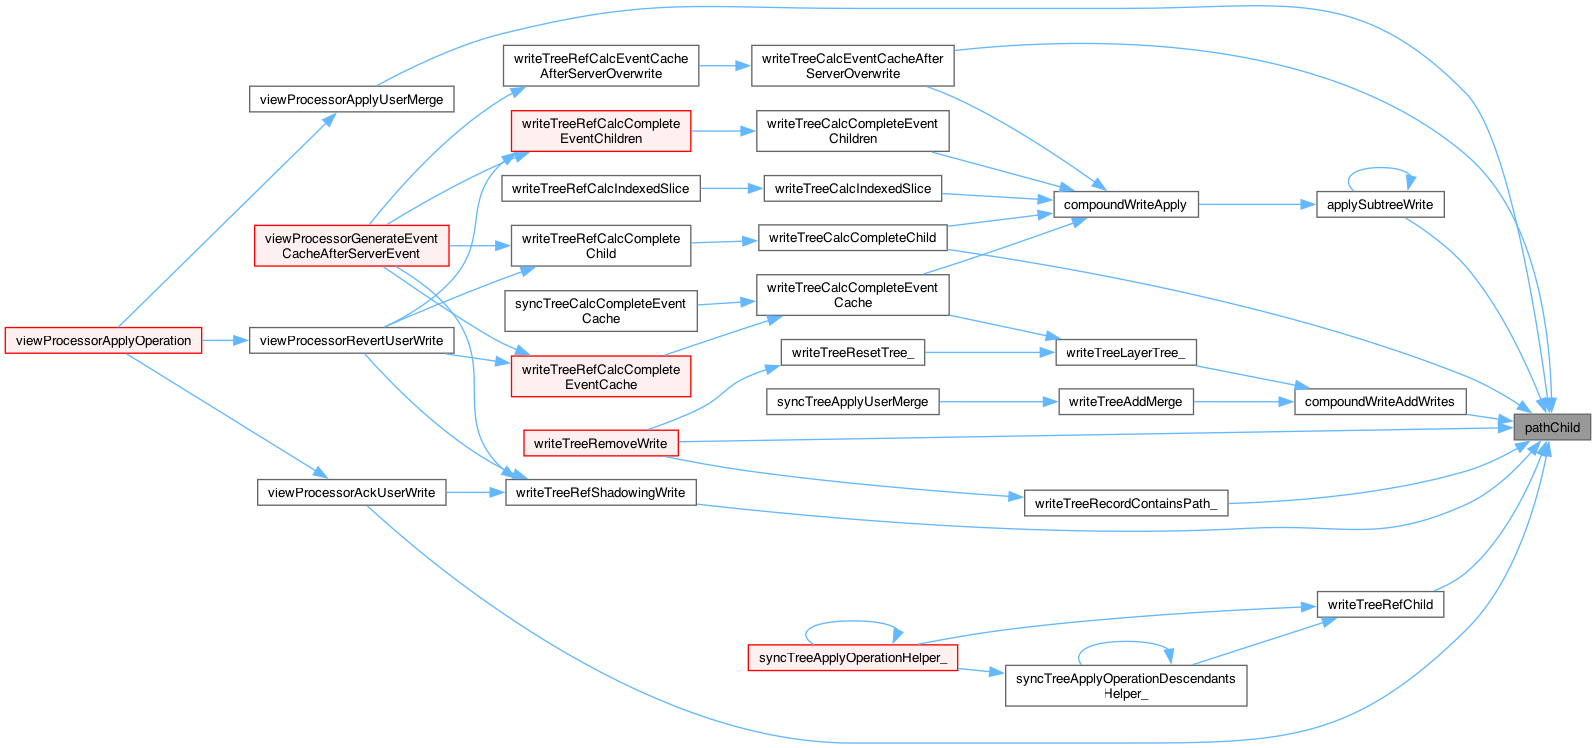 writeTreeRefCalcEventCache
AfterServerOverwrite
writeTreeCalcEventCacheAfter
ServerOverwrite
viewProcessorApplyUserMerge
writeTreeRefCalcComplete
EventChildren
writeTreeCalcCompleteEvent
Children
writeTreeRefCalcIndexedSlice
writeTreeCalcIndexedSlice
compoundWriteApply
applySubtreeWrite
viewProcessorGenerateEvent
CacheAfterServerEvent
writeTreeRefCalcComplete
Child
writeTreeCalcCompleteChild
syncTreeCalcCompleteEvent
Cache
writeTreeCalcCompleteEvent
Cache
viewProcessorApplyOperation
viewProcessorRevertUserWrite
writeTreeRefCalcComplete
EventCache
writeTreeResetTree_
writeTreeLayerTree_
syncTreeApplyUserMerge
writeTreeAddMerge
compoundWriteAddWrites
pathChild
writeTreeRemoveWrite
viewProcessorAckUserWrite
writeTreeRefShadowingWrite
writeTreeRecordContainsPath_
writeTreeRefChild
syncTreeApplyOperationHelper_
syncTreeApplyOperationDescendants
Helper_